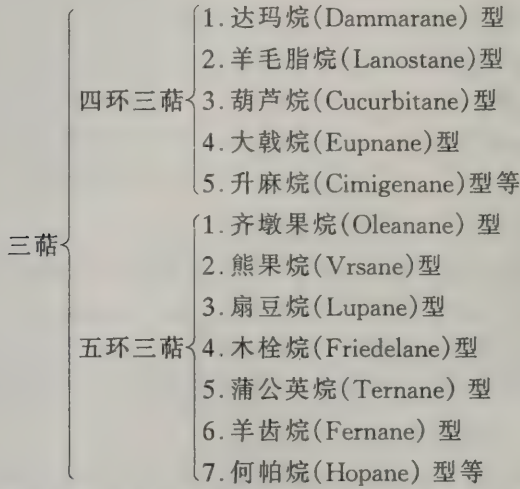 三萜
四环三萜
1.达玛烷(Dammarane) 型
2.羊毛脂烷(Lanostane)型
3.葫芦烷(Cucurbitane)型
4.大戟烷(Eupnane)型
5.升麻烷(Cimigenane)型等
五环三萜
1.齐墩果烷(Oleanane) 型
2.熊果烷(Vrsane)型
3.扇豆烷(Lupane)型
4.木栓烷(Friedelane)型
5.蒲公英烷(Ternane) 型
6.羊齿烷(Fernane) 型
7.何帕烷(Hopane) 型等